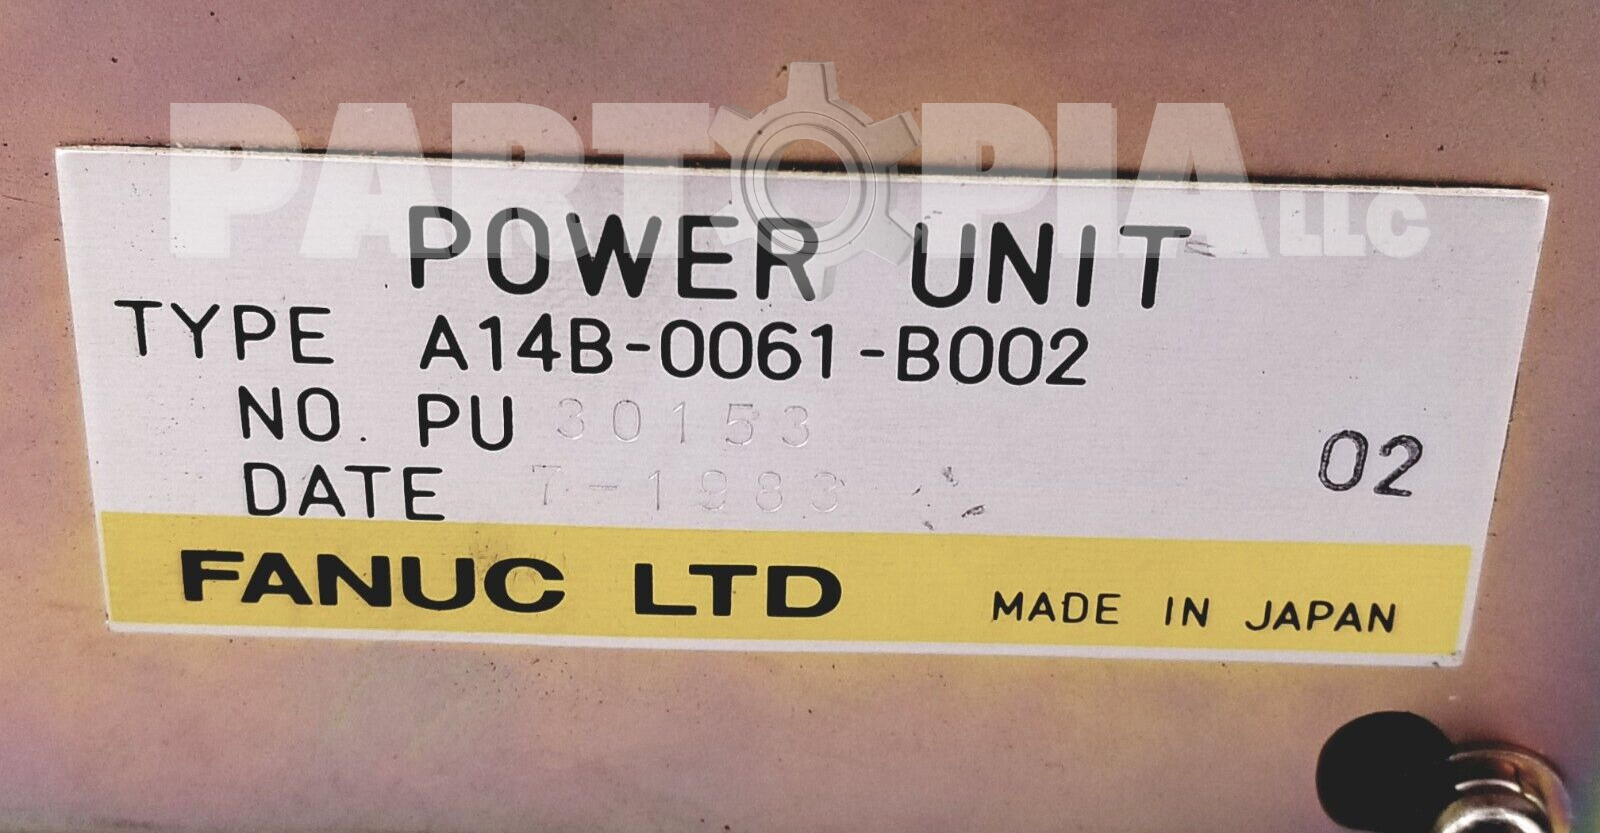 PARTOPIA LLC
POWER UNIT
TYPE A14B-0061-B002
NO. PU 30153
DATE 7-1983
02
FANUC LTD MADE IN JAPAN